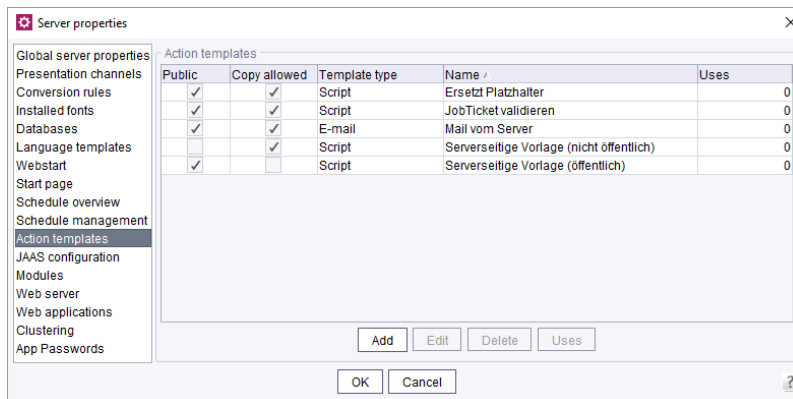 Server properties
Global server properties
Presentation channels
Conversion rules
Installed fonts
Databases
Language templates
Webstart
Start page
Schedule overview
Schedule management
Action templates
JAAS configuration
Modules
Web server
Web applications
Clustering
App Passwords
Action templates
Public Copy allowed Template type Name Uses
Script Ersetzt Platzhalter 0
Script JobTicket validieren 0
E-mail Mail vom Server 0
Script Serverseitige Vorlage (nicht öffentlich) 0
Script Serverseitige Vorlage (öffentlich) 0
Add Edit Delete Uses
OK Cancel ?